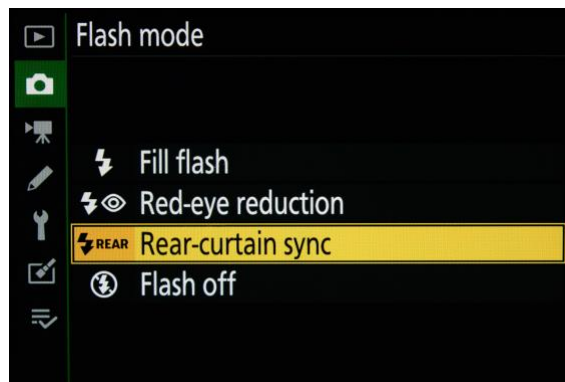 Flash mode
Fill flash
Red-eye reduction
REAR Rear-curtain sync
Flash off